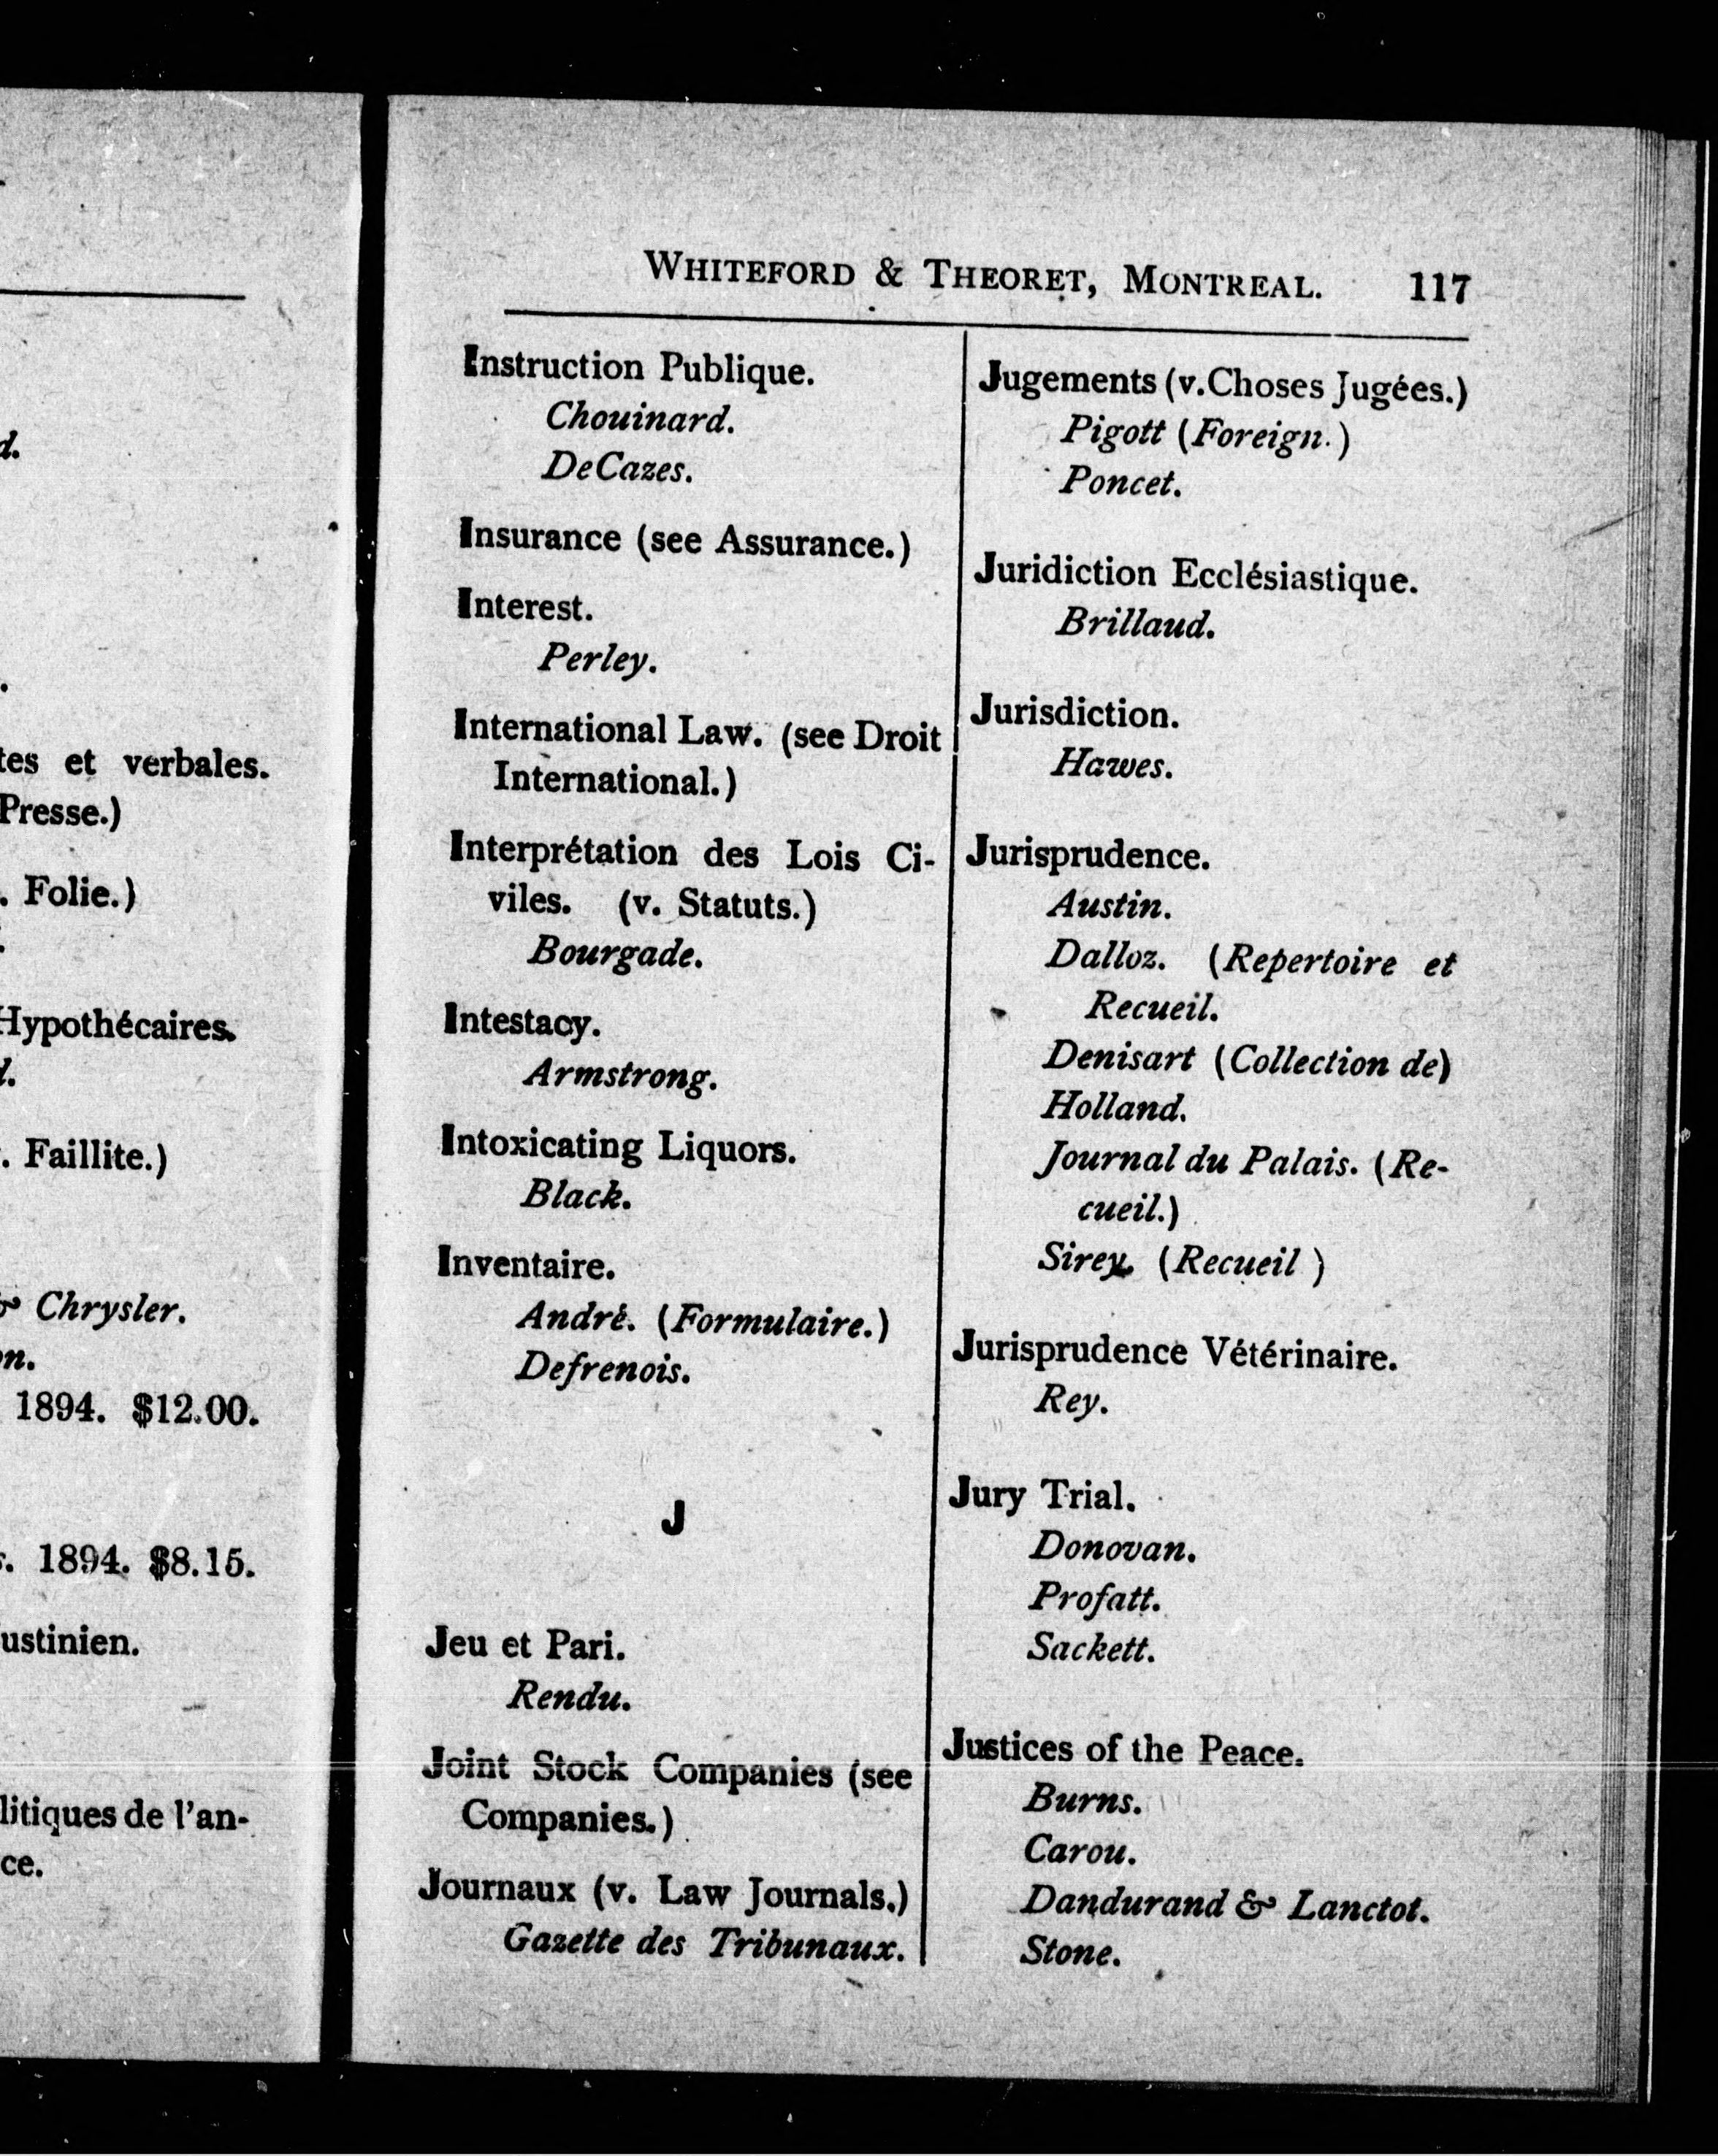 d.
tes et verbales.
Presse.)
. Folie.)
Hypothécaires.
. Faillite.)
& Chrysler.
on.
1894. $12.00.
1894. $8.15.
ustinien.
litiques de l'an-
ce.
WHITEFORD & THEORET, MONTREAL. 117
Instruction Publique.
Chouinard.
DeCazes.
Insurance (see Assurance.)
Interest.
Perley.
International Law. (see Droit
International.)
Interprétation des Lois Ci-
viles. (v. Statuts.)
Bourgade.
Intestacy.
Armstrong.
Intoxicating Liquors.
Black.
Inventaire.
André. (Formulaire.)
Defrenois.
J
Jeu et Pari.
Rendu.
Joint Stock Companies (see
Companies.)
Journaux (v. Law Journals.)
Gazette des Tribunaux.
Jugements (v.Choses Jugées.)
Pigott (Foreign.)
Poncet.
Juridiction Ecclésiastique.
Brillaud.
Jurisdiction.
Hawes.
Jurisprudence.
Austin.
Dalloz. (Repertoire et
Recueil.
Denisart (Collection de)
Holland.
Journal du Palais. (Re-
cueil.)
Sirey. (Recueil )
Jurisprudence Vétérinaire.
Rey.
Jury Trial.
Donovan.
Profatt.
Sackett.
Justices of the Peace.
Burns.
Carou.
Dandurand & Lanctot.
Stone.